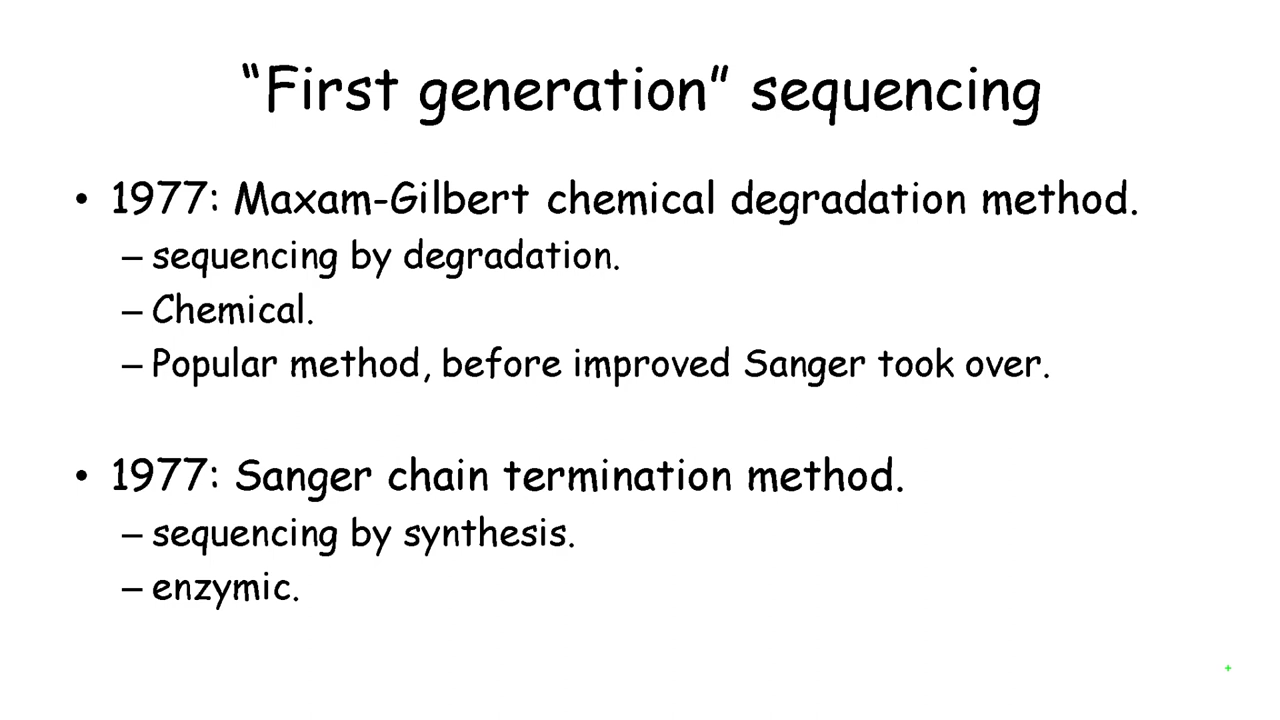 “First generation” sequencing
• 1977: Maxam-Gilbert chemical degradation method.
– sequencing by degradation.
– Chemical.
– Popular method, before improved Sanger took over.
• 1977: Sanger chain termination method.
– sequencing by synthesis.
– enzymic.